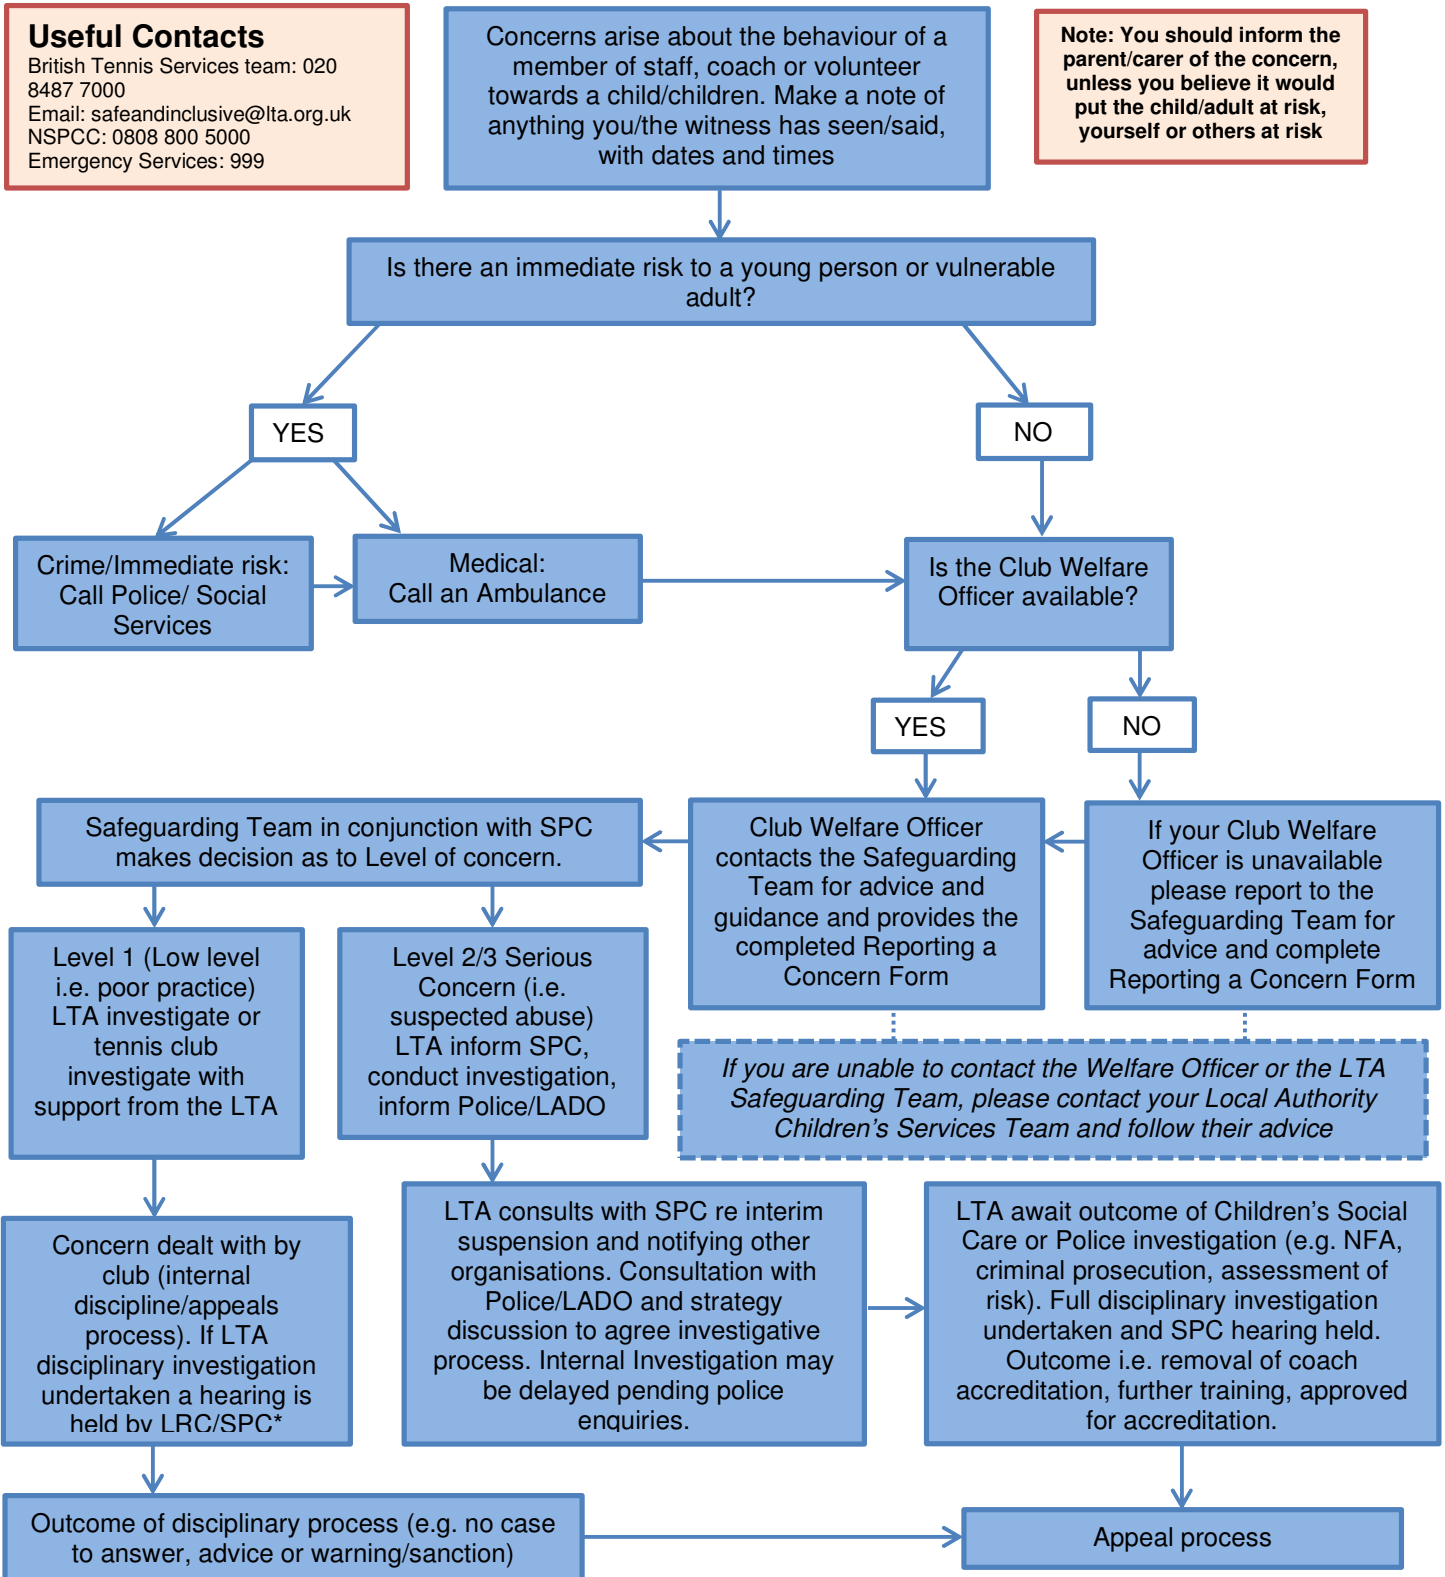 Useful Contacts
British Tennis Services team: 020
8487 7000
Email: safeandinclusive@lta.org.uk
NSPCC: 0808 800 5000
Emergency Services: 999
Concerns arise about the behaviour of a
member of staff, coach or volunteer
towards a child/children. Make a note of
anything you/the witness has seen/said,
with dates and times
Note: You should inform the
parent/carer of the concern,
unless you believe it would
put the child/adult at risk,
yourself or others at risk
Is there an immediate risk to a young person or vulnerable
adult?
YES
NO
Crime/Immediate risk:
Call Police/ Social
Services
Medical:
Call an Ambulance
Is the Club Welfare
Officer available?
YES
NO
Safeguarding Team in conjunction with SPC
makes decision as to Level of concern.
Club Welfare Officer
contacts the Safeguarding
Team for advice and
guidance and provides the
completed Reporting a
Concern Form
If your Club Welfare
Officer is unavailable
please report to the
Safeguarding Team for
advice and complete
Reporting a Concern Form
Level 1 (Low level
i.e. poor practice)
LTA investigate or
tennis club
investigate with
support from the LTA
Level 2/3 Serious
Concern (i.e.
suspected abuse)
LTA inform SPC,
conduct investigation,
inform Police/LADO
If you are unable to contact the Welfare Officer or the LTA
Safeguarding Team, please contact your Local Authority
Children's Services Team and follow their advice
Concern dealt with by
club (internal
discipline/appeals
process). If LTA
disciplinary investigation
undertaken a hearing is
held by LRC/SPC*
LTA consults with SPC re interim
suspension and notifying other
organisations. Consultation with
Police/LADO and strategy
discussion to agree investigative
process. Internal Investigation may
be delayed pending police
enquiries.
LTA await outcome of Children's Social
Care or Police investigation (e.g. NFA,
criminal prosecution, assessment of
risk). Full disciplinary investigation
undertaken and SPC hearing held.
Outcome i.e. removal of coach
accreditation, further training, approved
for accreditation.
Outcome of disciplinary process (e.g. no case
to answer, advice or warning/sanction)
Appeal process